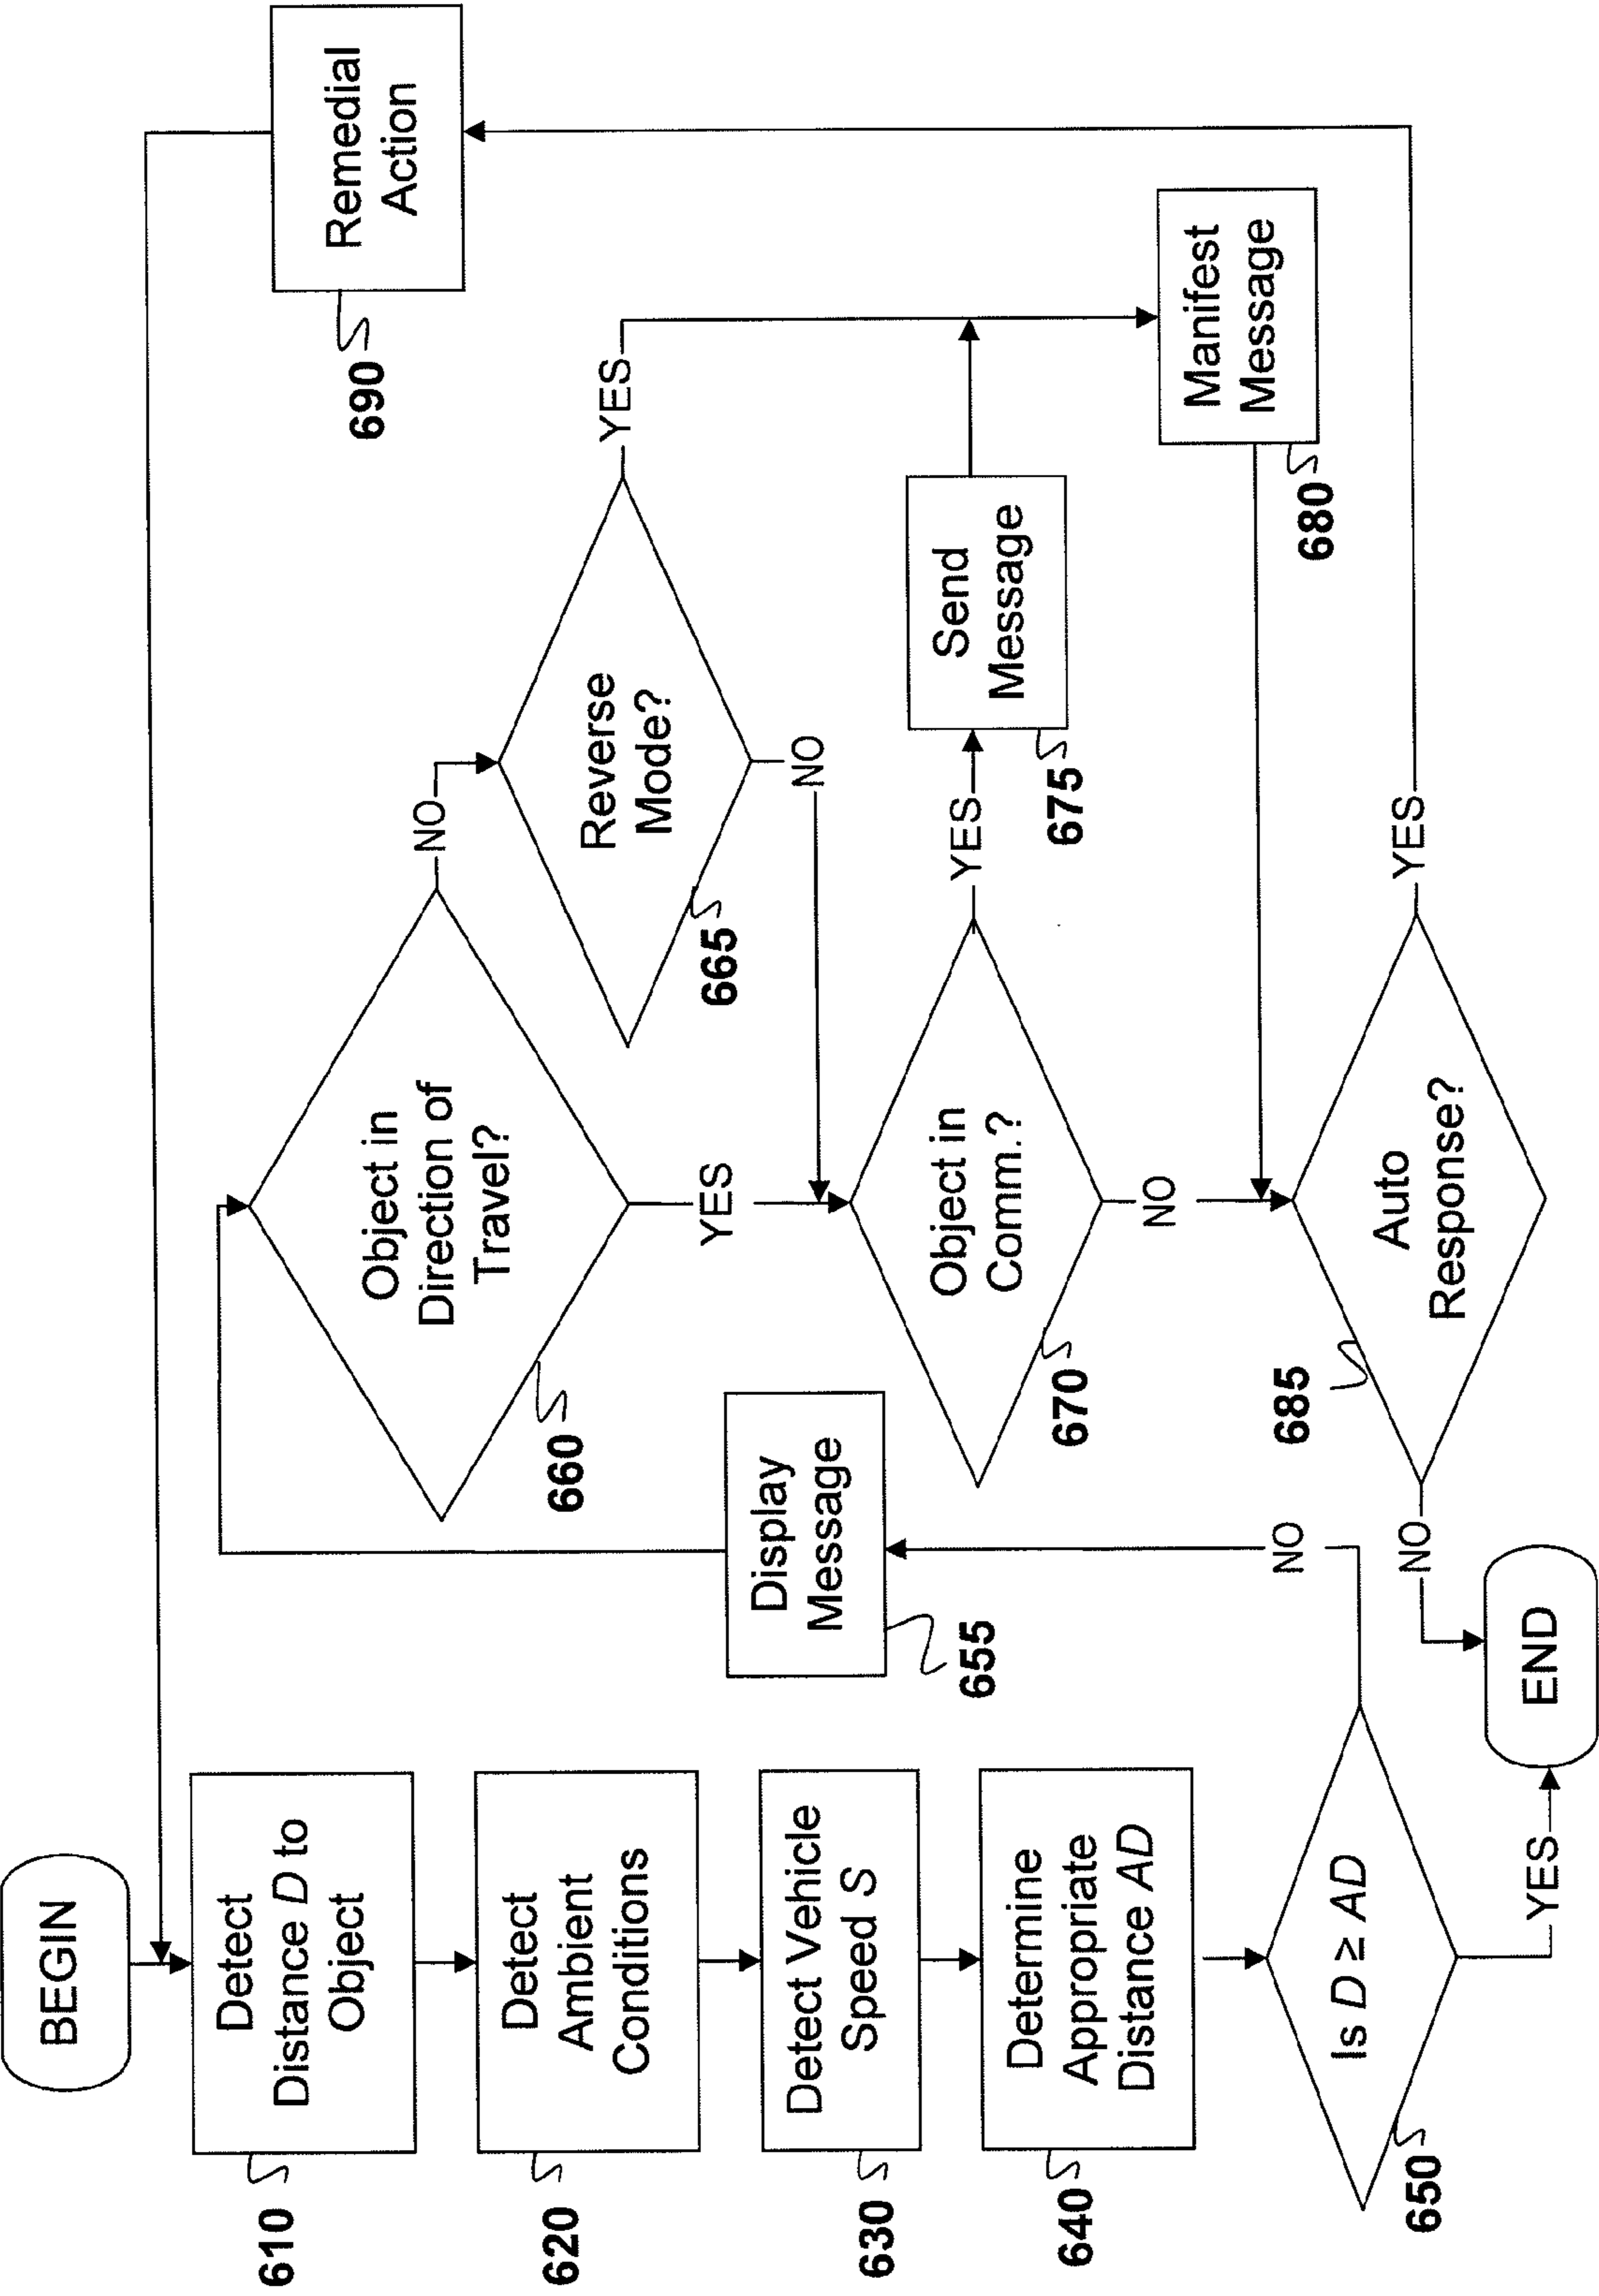 BEGIN
610
Detect
Distance D to
Object
620
Detect
Ambient
Conditions
630
Detect Vehicle
Speed S
640
Determine
Appropriate
Distance AD
650
Is D ≥ AD
YES
NO
END
655
Display
Message
660
Object in
Direction of
Travel?
NO
YES
665
Reverse
Mode?
YES
NO
670
Object in
Comm.?
YES
NO
675
Send
Message
680
Manifest
Message
685
Auto
Response?
YES
NO
690
Remedial
Action